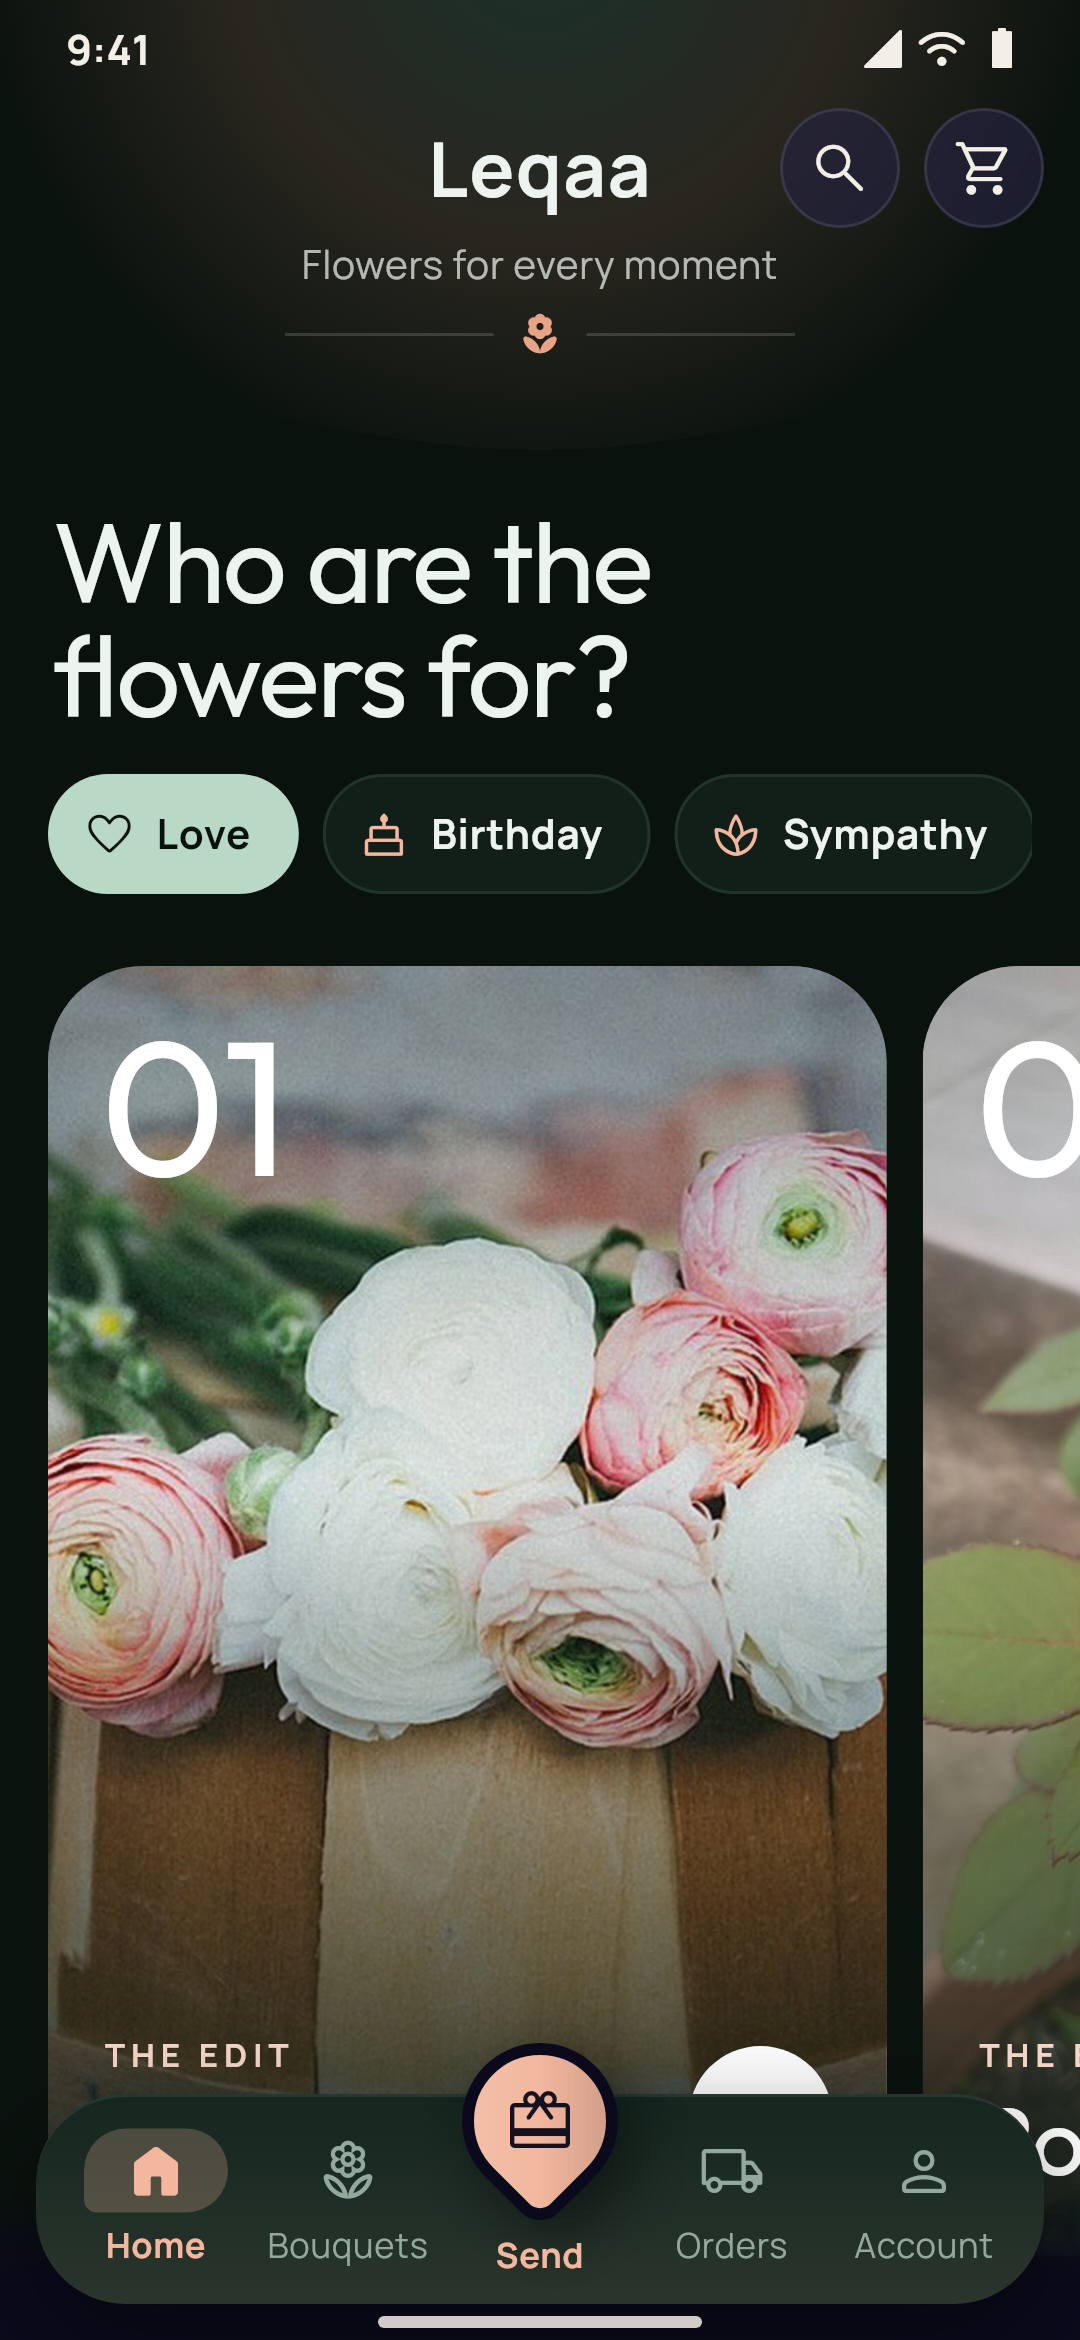 9:41
Leqaa
Flowers for every moment
Who are the
flowers for?
Love
Birthday
Sympathy
01
THE EDIT
THE
Home
Bouquets
Send
Orders
Account